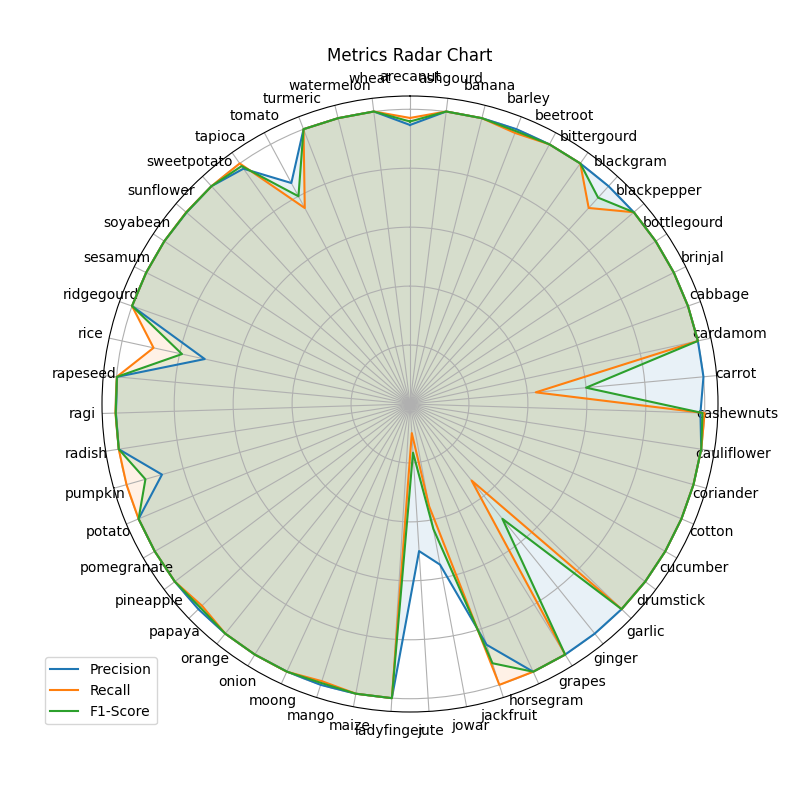 Metrics Radar Chart
arecanut
ashgourd
banana
barley
beetroot
bittergourd
blackgram
blackpepper
bottlegourd
brinjal
cabbage
cardamom
carrot
cashewnuts
cauliflower
coriander
cotton
cucumber
drumstick
garlic
ginger
grapes
horsegram
jackfruit
jowar
jute
ladyfinger
maize
mango
moong
onion
orange
papaya
pineapple
pomegranate
potato
pumpkin
radish
ragi
rapeseed
rice
ridgegourd
sesamum
soyabean
sunflower
sweetpotato
tapioca
tomato
turmeric
watermelon
wheat
Precision
Recall
F1-Score